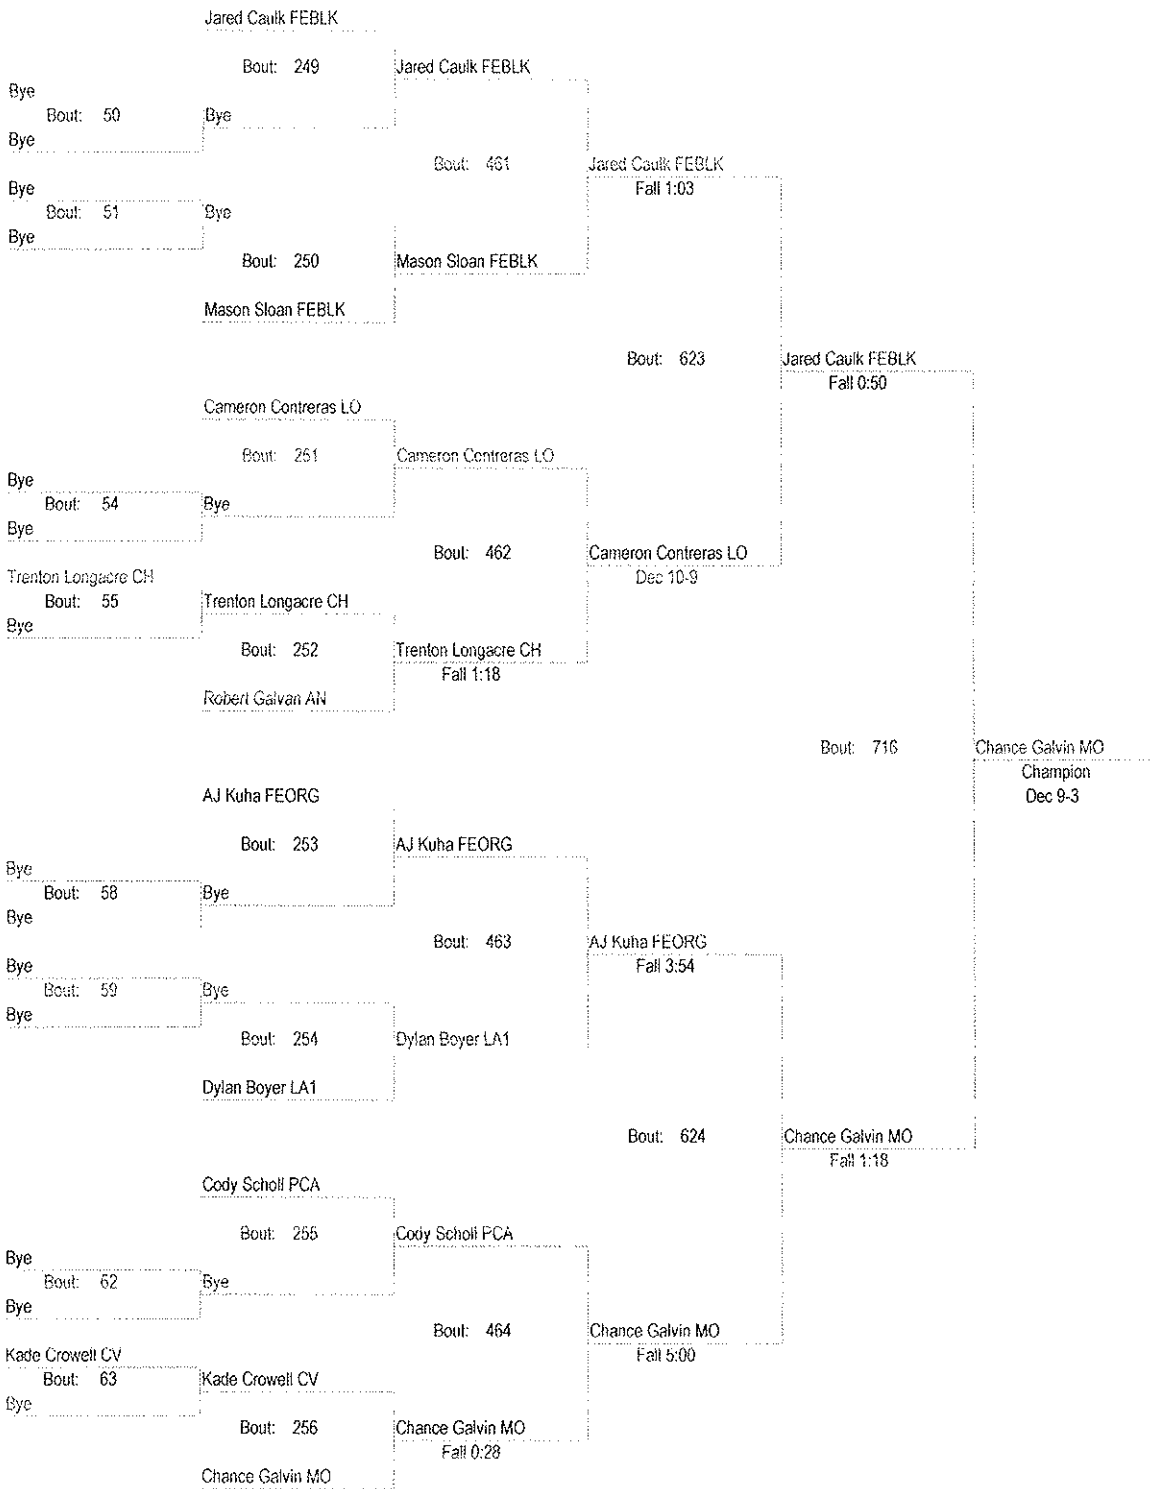 Jared Caulk FEBLK
Bout: 249
Jared Caulk FEBLK
Bye
Bout: 50
Bye
Bye
Bout: 461
Jared Caulk FEBLK
Fall 1:03
Bye
Bout: 51
Bye
Bye
Bout: 250
Mason Sloan FEBLK
Mason Sloan FEBLK
Bout: 623
Jared Caulk FEBLK
Fall 0:50
Cameron Contreras LO
Bout: 251
Cameron Contreras LO
Bye
Bout: 54
Bye
Bye
Bout: 462
Cameron Contreras LO
Dec 10-9
Trenton Longacre CH
Bout: 55
Trenton Longacre CH
Bye
Bout: 252
Trenton Longacre CH
Fall 1:18
Robert Galvan AN
Bout: 716
Chance Galvin MO
Champion
Dec 9-3
AJ Kuha FEORG
Bout: 253
AJ Kuha FEORG
Bye
Bout: 58
Bye
Bye
Bout: 463
AJ Kuha FEORG
Fall 3:54
Bye
Bout: 59
Bye
Bye
Bout: 254
Dylan Boyer LA1
Dylan Boyer LA1
Bout: 624
Chance Galvin MO
Fall 1:18
Cody Scholl PCA
Bout: 255
Cody Scholl PCA
Bye
Bout: 62
Bye
Bye
Bout: 464
Chance Galvin MO
Fall 5:00
Kade Crowell CV
Bout: 63
Kade Crowell CV
Bye
Bout: 256
Chance Galvin MO
Fall 0:28
Chance Galvin MO